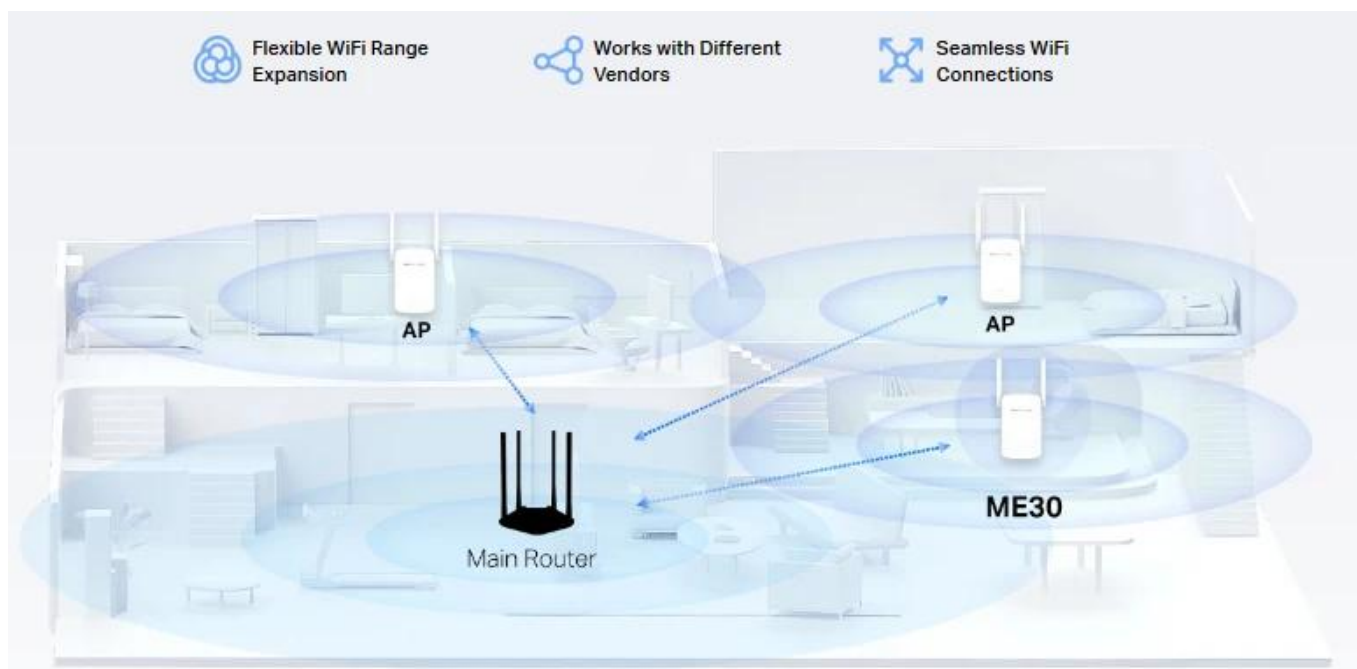 Flexible WiFi Range
Expansion
Works with Different
Vendors
Seamless WiFi
Connections
AP
AP
ME30
Main Router